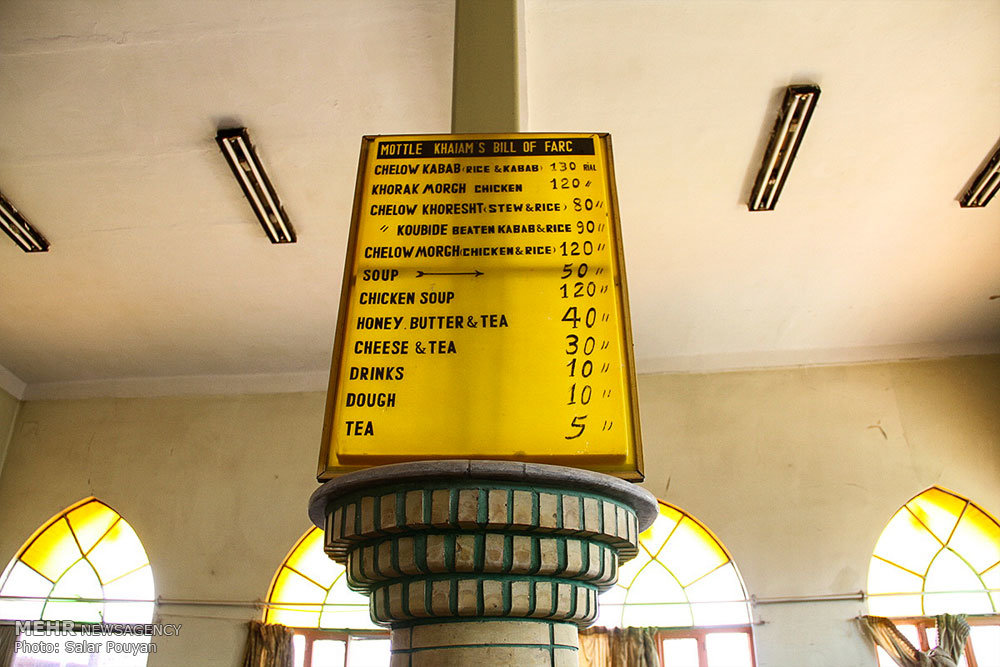 MOTTLE KHAIAM S BILL OF FARC
CHELOW KABAB (RICE & KABAB) 130 RIAL
KHORAK MORGH CHICKEN 120 〃
CHELOW KHORESHT (STEW & RICE) 80 〃
〃 KOUBIDE BEATEN KABAB & RICE 90 〃
CHELOW MORGH (CHICKEN & RICE) 120 〃
SOUP → 50 〃
CHICKEN SOUP 120 〃
HONEY. BUTTER & TEA 40 〃
CHEESE & TEA 30 〃
DRINKS 10 〃
DOUGH 10 〃
TEA 5 〃
MEHR NEWSAGENCY
Photo: Salar Pouyan